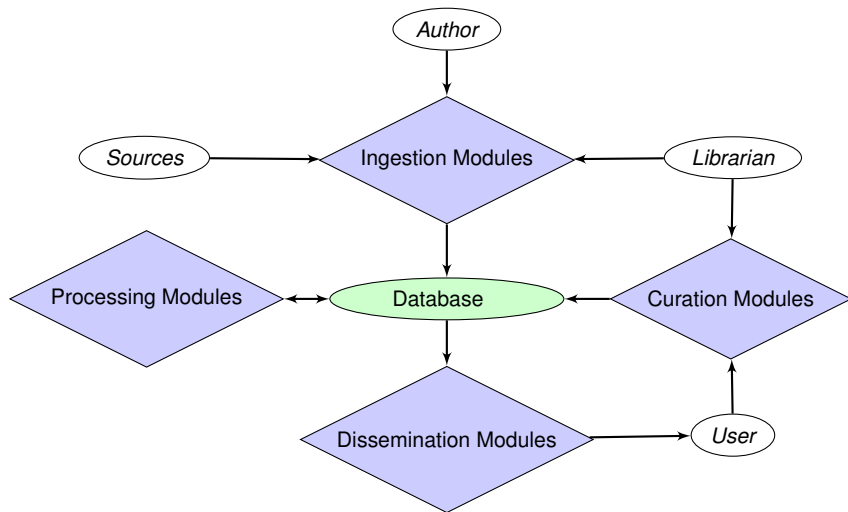 Author
Sources
Ingestion Modules
Librarian
Processing Modules
Database
Curation Modules
Dissemination Modules
User